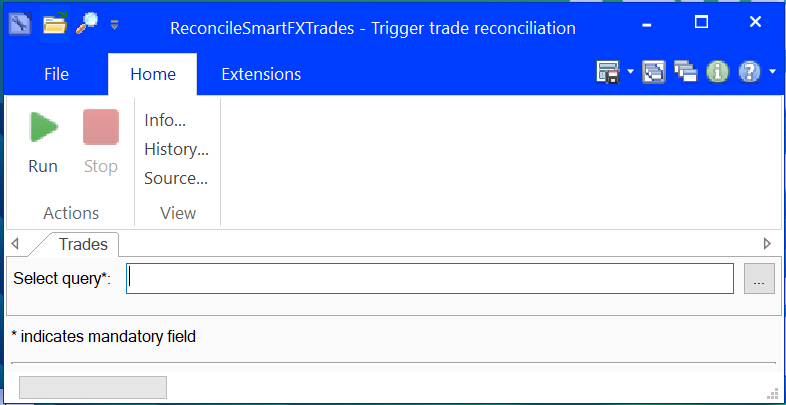 ReconcileSmartFXTrades - Trigger trade reconciliation
File Home Extensions
Run Stop
Info...
History...
Source...
Actions View
Trades
Select query*: ...
* indicates mandatory field